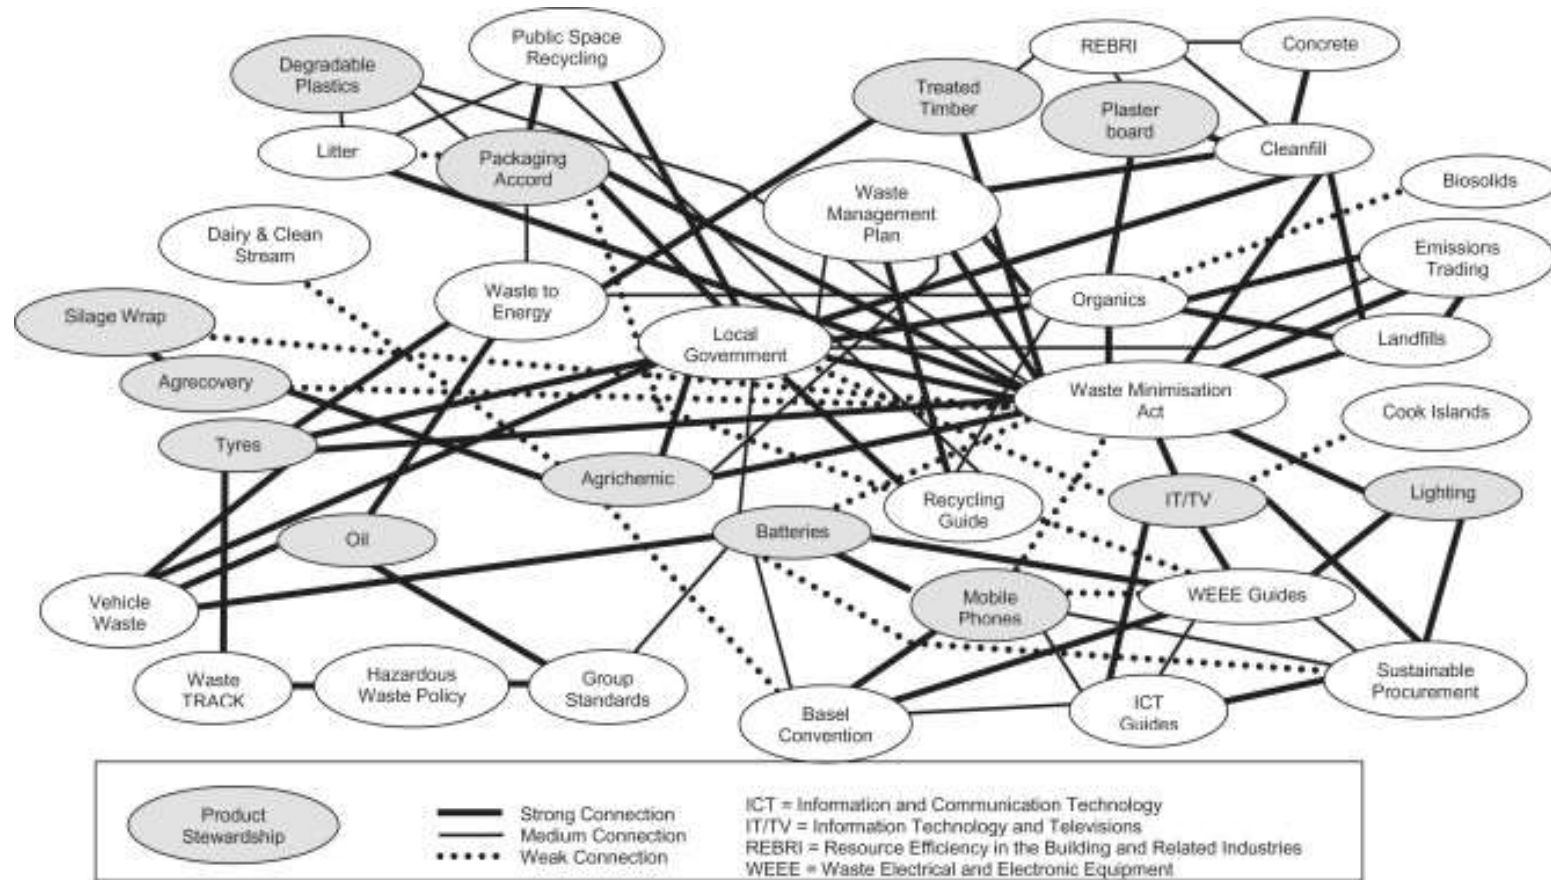 Public Space
Recycling
REBRI
Concrete
Degradable
Plastics
Treated
Timber
Plaster
board
Litter
Packaging
Accord
Cleanfill
Biosolids
Waste
Management
Plan
Dairy & Clean
Stream
Emissions
Trading
Waste to
Energy
Organics
Silage Wrap
Local
Government
Landfills
Agrecovery
Waste Minimisation
Act
Cook Islands
Tyres
Agrichemic
Recycling
Guide
IT/TV
Lighting
Oil
Batteries
Vehicle
Waste
Mobile
Phones
WEEE Guides
Waste
TRACK
Hazardous
Waste Policy
Group
Standards
Basel
Convention
ICT
Guides
Sustainable
Procurement
Product
Stewardship
Strong Connection
Medium Connection
Weak Connection
ICT = Information and Communication Technology
IT/TV = Information Technology and Televisions
REBRI = Resource Efficiency in the Building and Related Industries
WEEE = Waste Electrical and Electronic Equipment